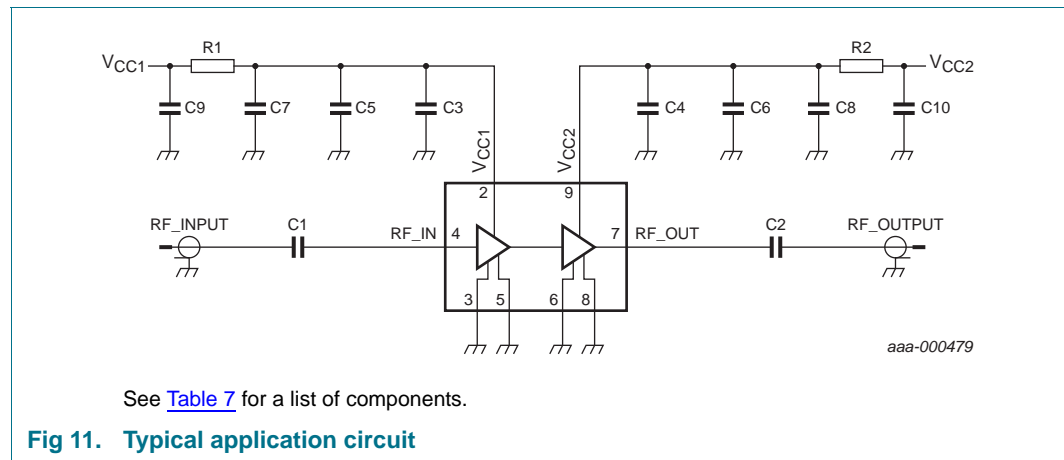 R1
R2
VCC1
VCC2
C9
C7
C5
C3
C4
C6
C8
C10
VCC1
VCC2
2
9
RF_INPUT
C1
RF_IN
4
7
RF_OUT
C2
RF_OUTPUT
3
5
6
8
aaa-000479
See Table 7 for a list of components.
Fig 11. Typical application circuit